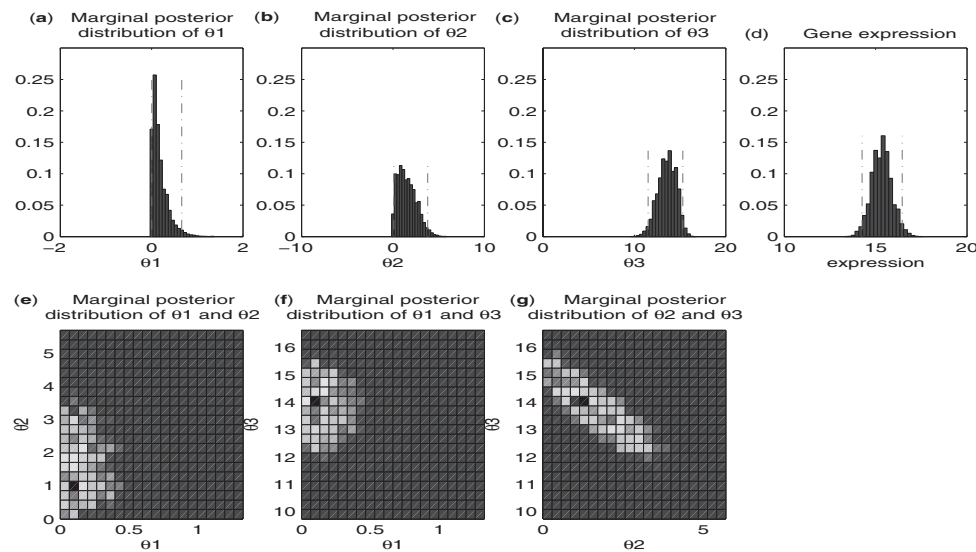 (a) Marginal posterior
distribution of θ1
(b) Marginal posterior
distribution of θ2
(c) Marginal posterior
distribution of θ3
(d) Gene expression
0.25
0.2
0.15
0.1
0.05
0
−2
0
2
θ1
0.25
0.2
0.15
0.1
0.05
0
−10
0
10
θ2
0.25
0.2
0.15
0.1
0.05
0
0
10
20
θ3
0.25
0.2
0.15
0.1
0.05
0
10
15
20
expression
(e) Marginal posterior
distribution of θ1 and θ2
(f) Marginal posterior
distribution of θ1 and θ3
(g) Marginal posterior
distribution of θ2 and θ3
θ2
5
4
3
2
1
0
0
0.5
1
θ1
θ3
16
15
14
13
12
11
10
0
0.5
1
θ1
θ3
16
15
14
13
12
11
10
0
5
θ2